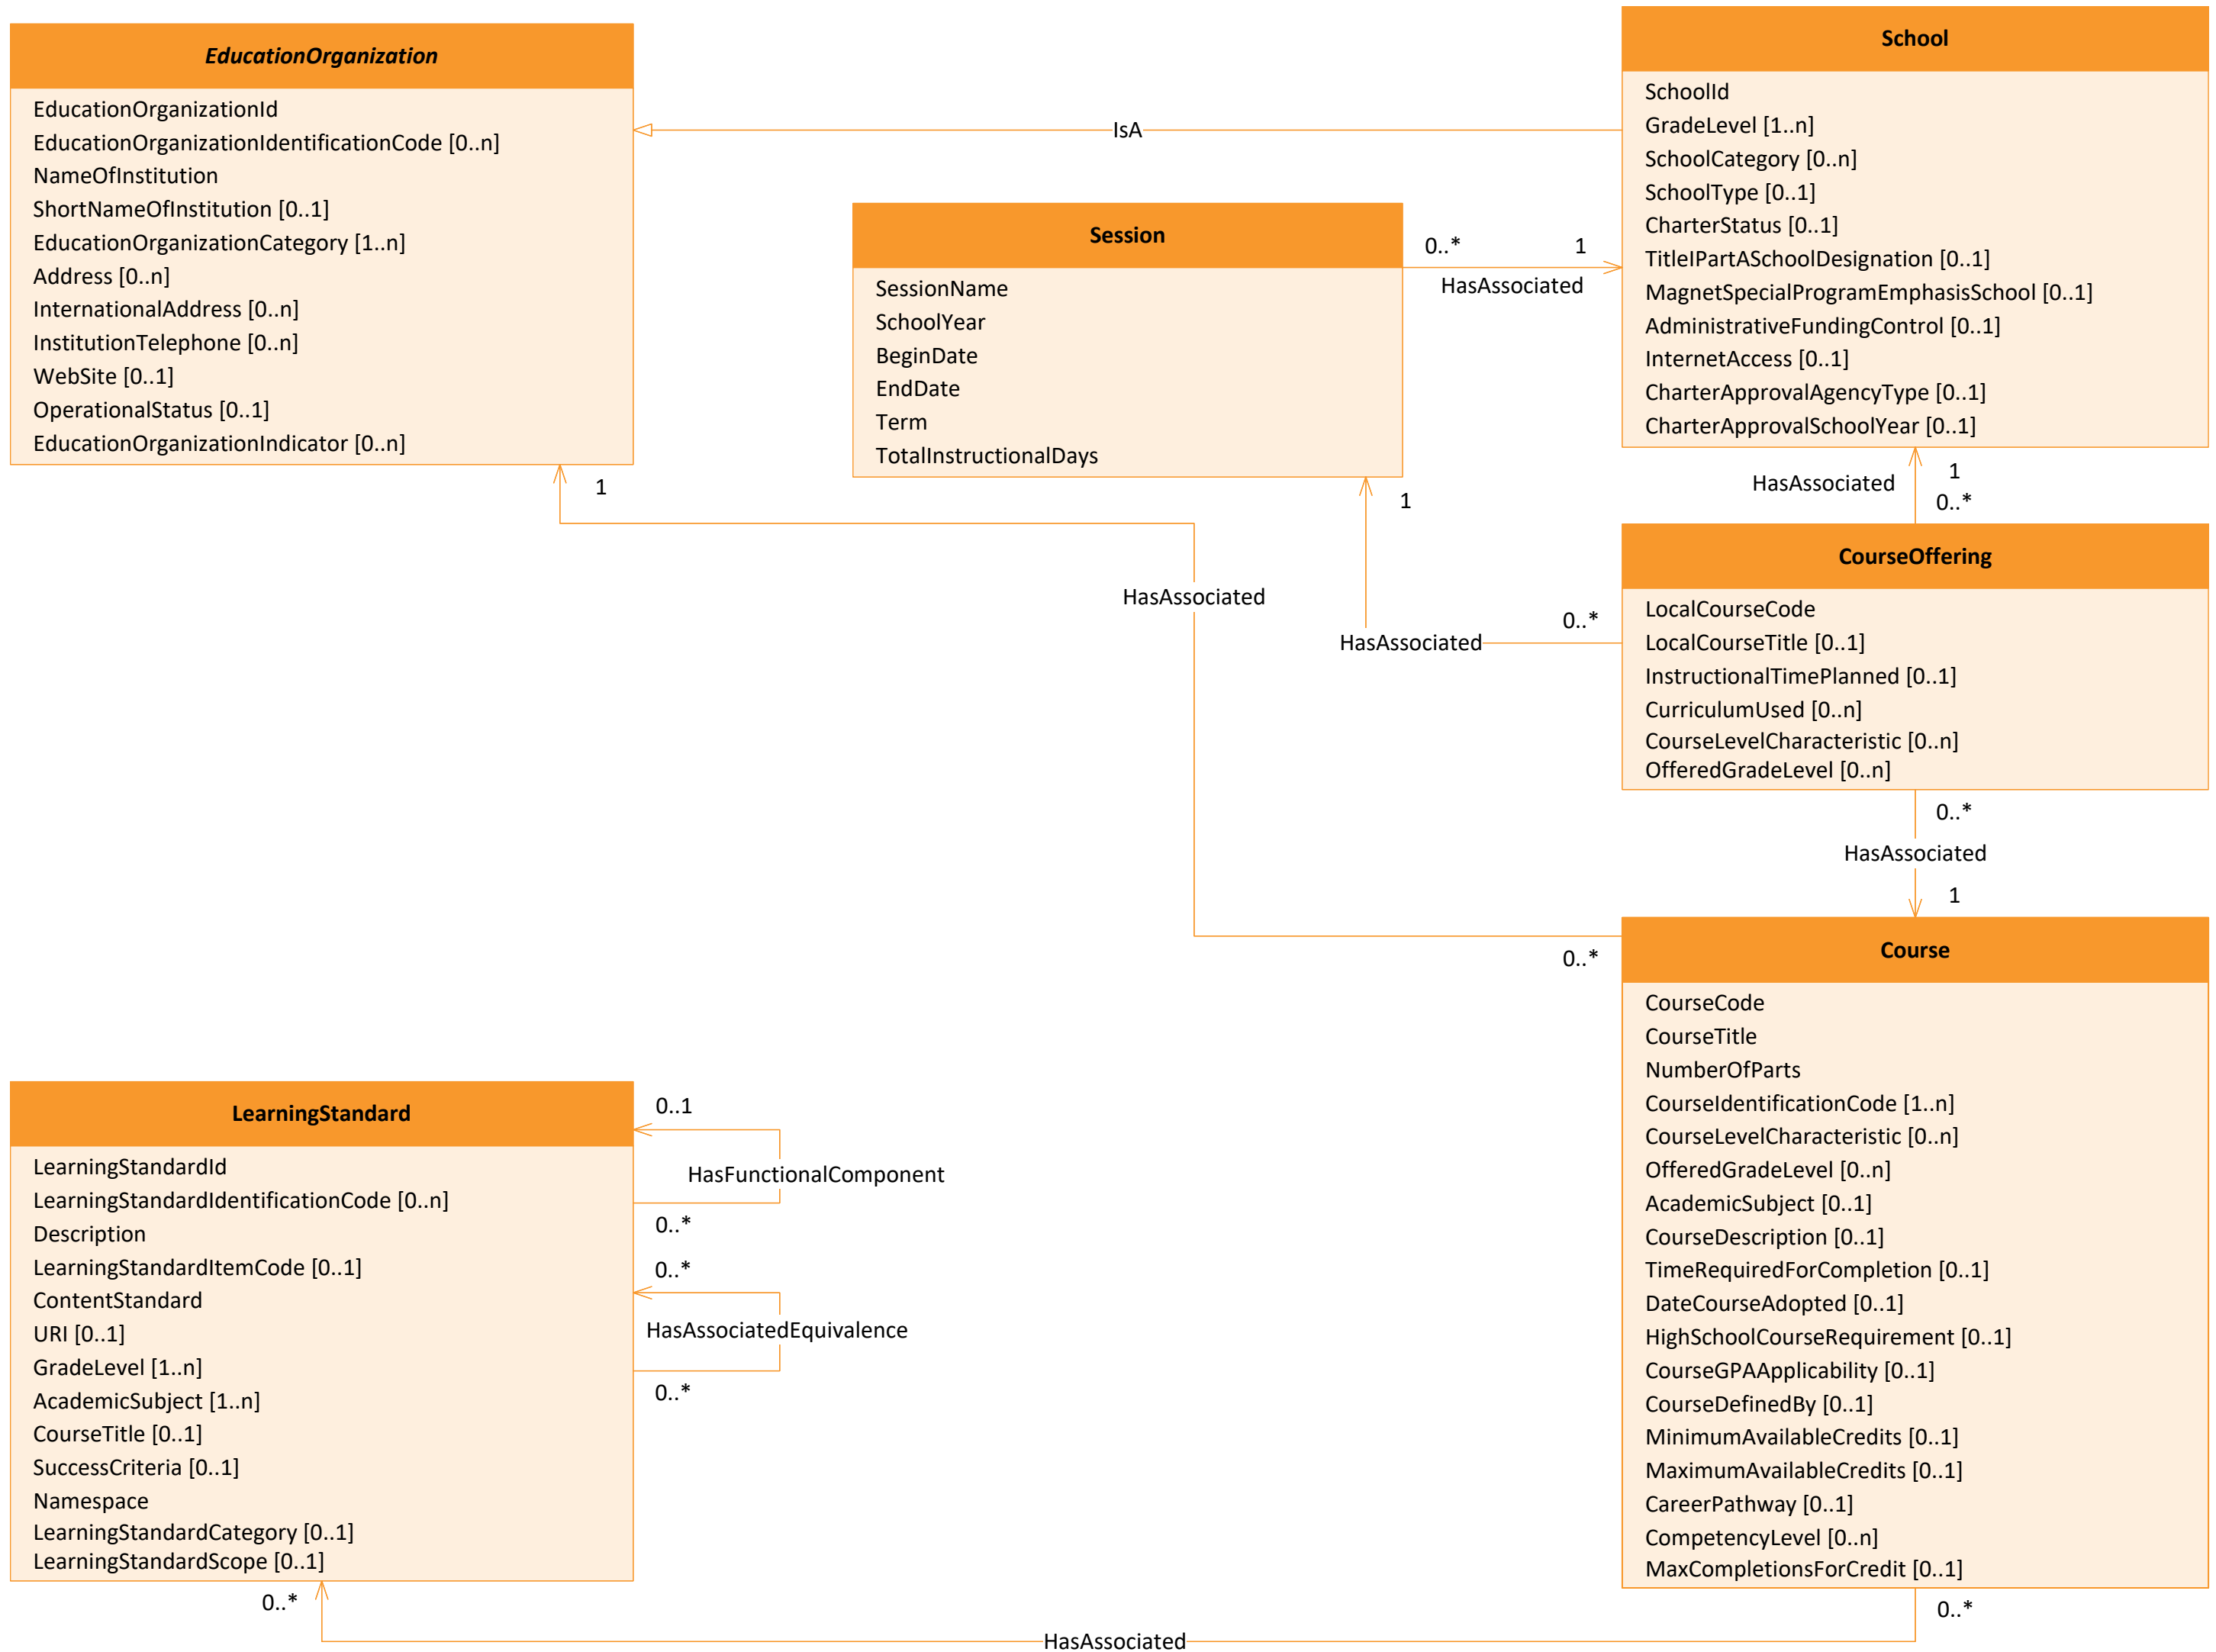 EducationOrganization
EducationOrganizationId
EducationOrganizationIdentificationCode [0..n]
NameOfInstitution
ShortNameOfInstitution [0..1]
EducationOrganizationCategory [1..n]
Address [0..n]
InternationalAddress [0..n]
InstitutionTelephone [0..n]
WebSite [0..1]
OperationalStatus [0..1]
EducationOrganizationIndicator [0..n]
1
IsA
School
SchoolId
GradeLevel [1..n]
SchoolCategory [0..n]
SchoolType [0..1]
CharterStatus [0..1]
TitleIPartASchoolDesignation [0..1]
MagnetSpecialProgramEmphasisSchool [0..1]
AdministrativeFundingControl [0..1]
InternetAccess [0..1]
CharterApprovalAgencyType [0..1]
CharterApprovalSchoolYear [0..1]
Session
SessionName
SchoolYear
BeginDate
EndDate
Term
TotalInstructionalDays
0..*
1
HasAssociated
1
HasAssociated
1
0..*
HasAssociated
HasAssociated
0..*
CourseOffering
LocalCourseCode
LocalCourseTitle [0..1]
InstructionalTimePlanned [0..1]
CurriculumUsed [0..n]
CourseLevelCharacteristic [0..n]
OfferedGradeLevel [0..n]
0..*
HasAssociated
1
0..*
Course
CourseCode
CourseTitle
NumberOfParts
CourseIdentificationCode [1..n]
CourseLevelCharacteristic [0..n]
OfferedGradeLevel [0..n]
AcademicSubject [0..1]
CourseDescription [0..1]
TimeRequiredForCompletion [0..1]
DateCourseAdopted [0..1]
HighSchoolCourseRequirement [0..1]
CourseGPAApplicability [0..1]
CourseDefinedBy [0..1]
MinimumAvailableCredits [0..1]
MaximumAvailableCredits [0..1]
CareerPathway [0..1]
CompetencyLevel [0..n]
MaxCompletionsForCredit [0..1]
LearningStandard
LearningStandardId
LearningStandardIdentificationCode [0..n]
Description
LearningStandardItemCode [0..1]
ContentStandard
URI [0..1]
GradeLevel [1..n]
AcademicSubject [1..n]
CourseTitle [0..1]
SuccessCriteria [0..1]
Namespace
LearningStandardCategory [0..1]
LearningStandardScope [0..1]
0..1
HasFunctionalComponent
0..*
0..*
HasAssociatedEquivalence
0..*
0..*
HasAssociated
0..*